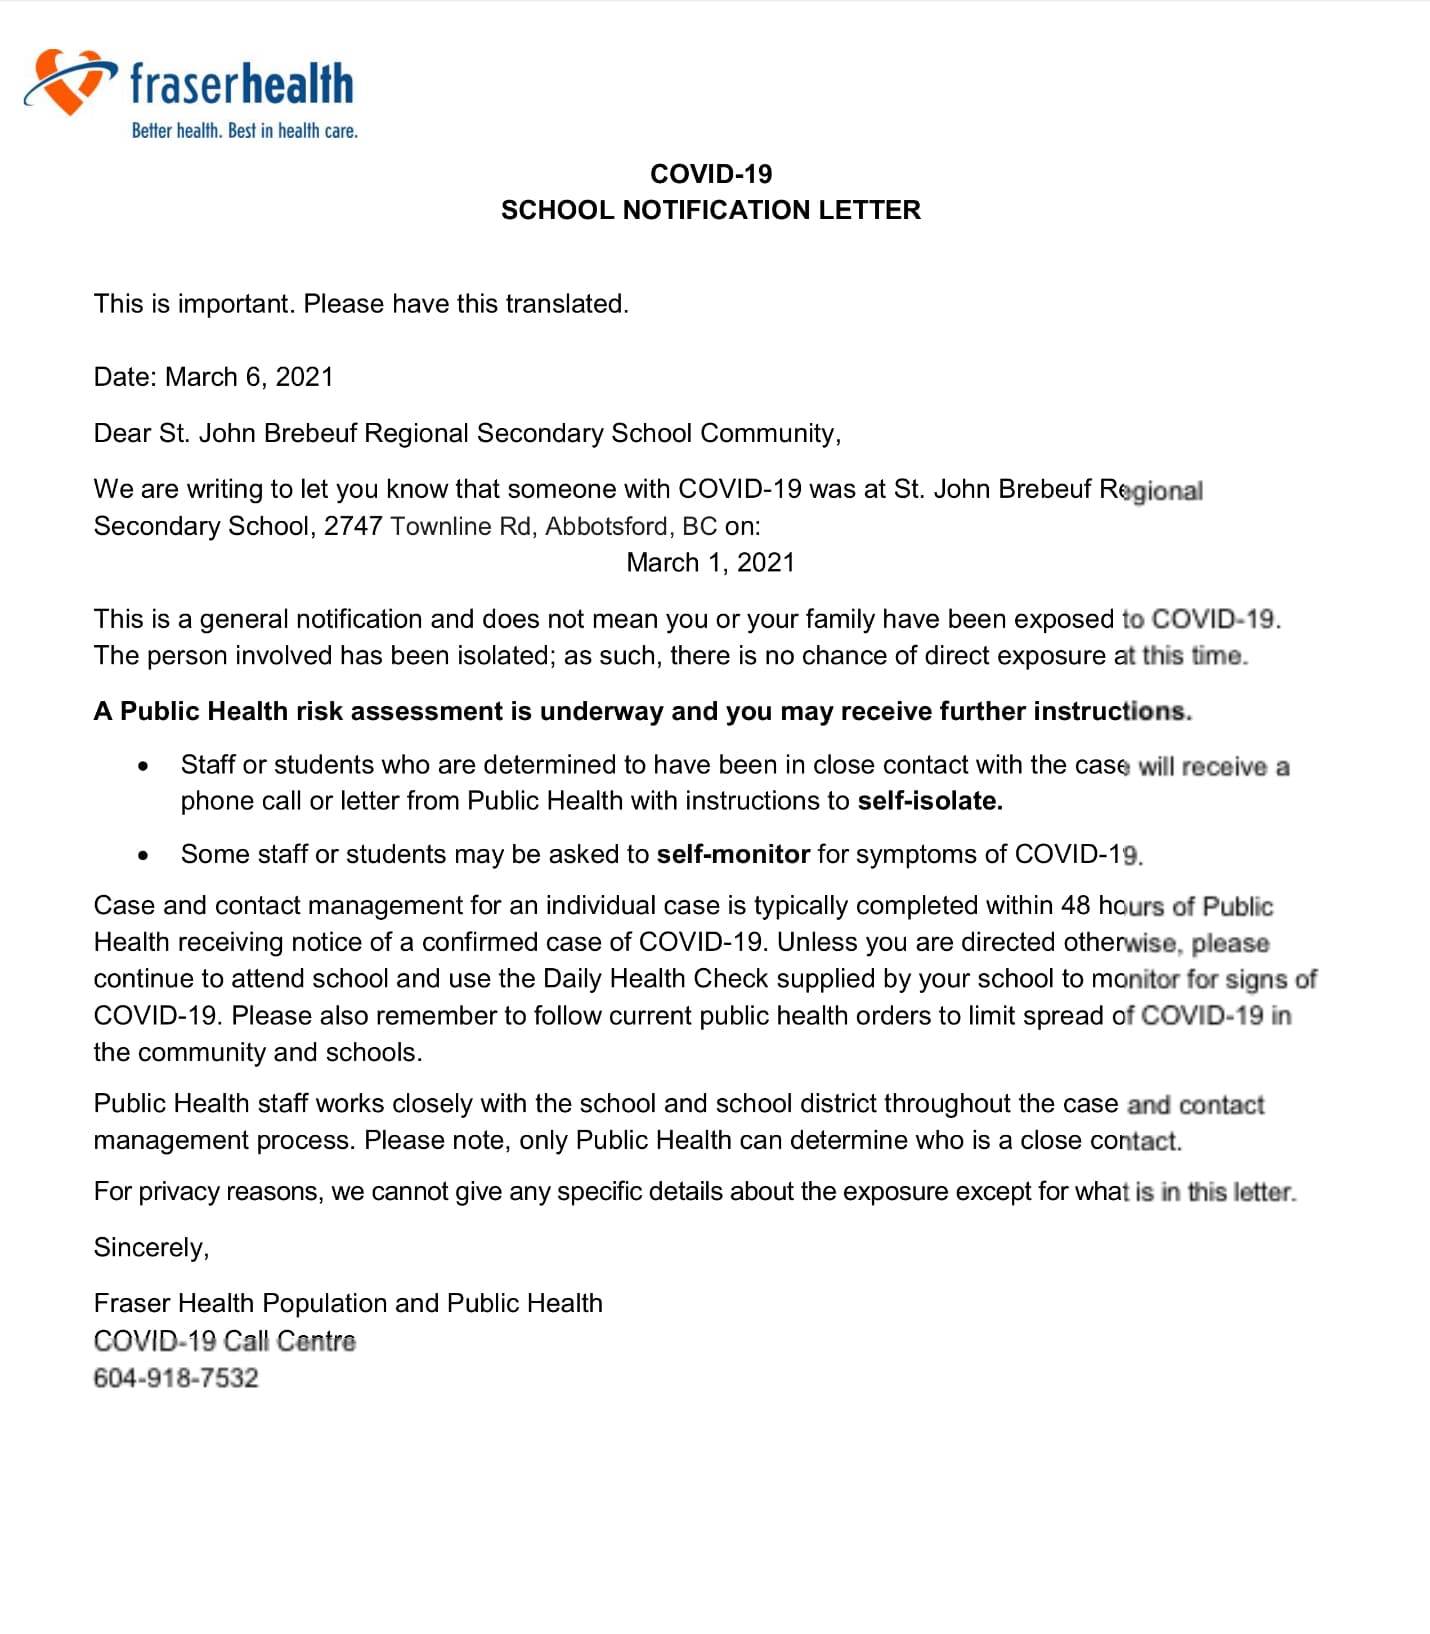 fraserhealth
Better health. Best in health care.
COVID-19
SCHOOL NOTIFICATION LETTER
This is important. Please have this translated.
Date: March 6, 2021
Dear St. John Brebeuf Regional Secondary School Community,
We are writing to let you know that someone with COVID-19 was at St. John Brebeuf Regional
Secondary School, 2747 Townline Rd, Abbotsford, BC on:
March 1, 2021
This is a general notification and does not mean you or your family have been exposed to COVID-19.
The person involved has been isolated; as such, there is no chance of direct exposure at this time.
A Public Health risk assessment is underway and you may receive further instructions.
• Staff or students who are determined to have been in close contact with the case will receive a
phone call or letter from Public Health with instructions to self-isolate.
• Some staff or students may be asked to self-monitor for symptoms of COVID-19.
Case and contact management for an individual case is typically completed within 48 hours of Public
Health receiving notice of a confirmed case of COVID-19. Unless you are directed otherwise, please
continue to attend school and use the Daily Health Check supplied by your school to monitor for signs of
COVID-19. Please also remember to follow current public health orders to limit spread of COVID-19 in
the community and schools.
Public Health staff works closely with the school and school district throughout the case and contact
management process. Please note, only Public Health can determine who is a close contact.
For privacy reasons, we cannot give any specific details about the exposure except for what is in this letter.
Sincerely,
Fraser Health Population and Public Health
COVID-19 Call Centre
604-918-7532